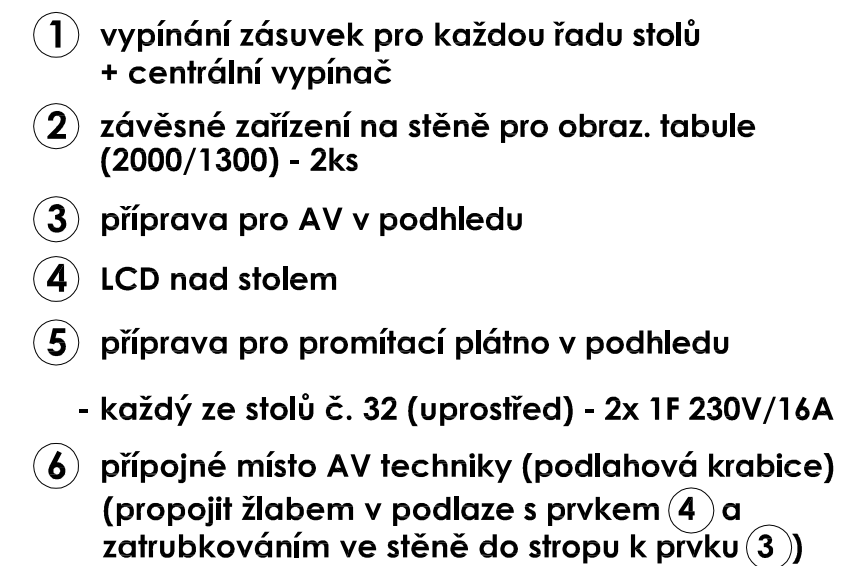 1 vypínání zásuvek pro každou řadu stolů
+ centrální vypínač
2 závěsné zařízení na stěně pro obraz. tabule
(2000/1300) - 2ks
3 příprava pro AV v podhledu
4 LCD nad stolem
5 příprava pro promítací plátno v podhledu
- každý ze stolů č. 32 (uprostřed) - 2x 1F 230V/16A
6 přípojné místo AV techniky (podlahová krabice)
(propojit žlabem v podlaze s prvkem 4 a
zatrubkováním ve stěně do stropu k prvku 3 )